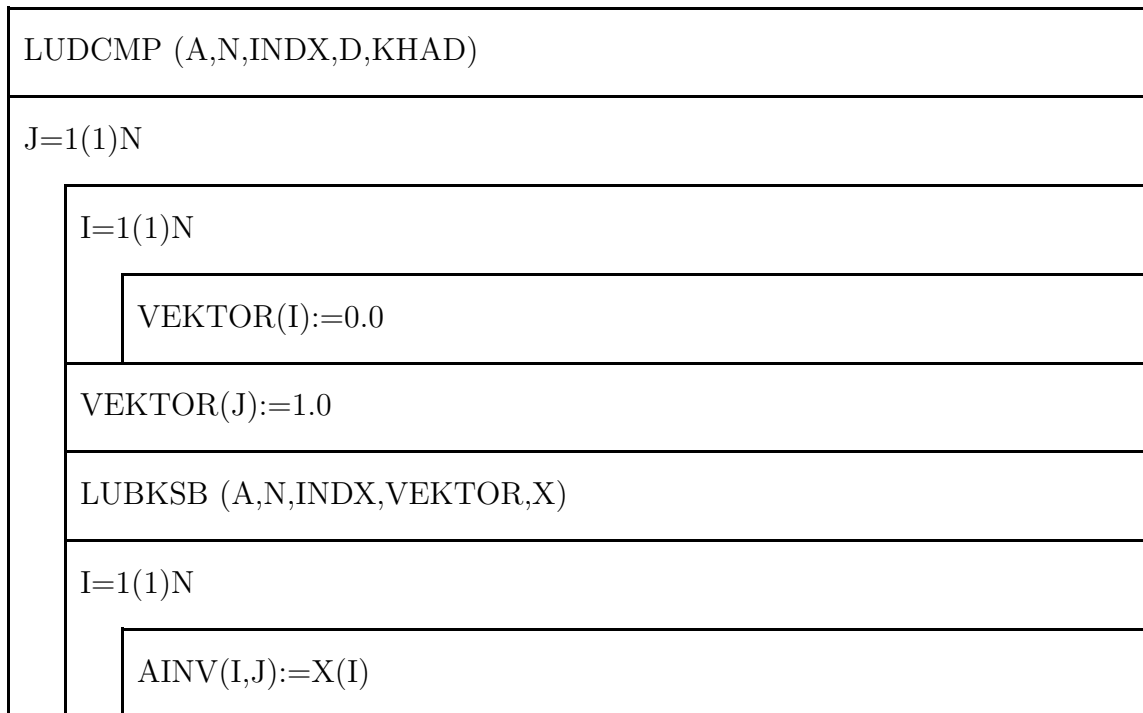 LUDCMP (A,N,INDX,D,KHAD)
J=1(1)N
I=1(1)N
VEKTOR(I):=0.0
VEKTOR(J):=1.0
LUBKSB (A,N,INDX,VEKTOR,X)
I=1(1)N
AINV(I,J):=X(I)